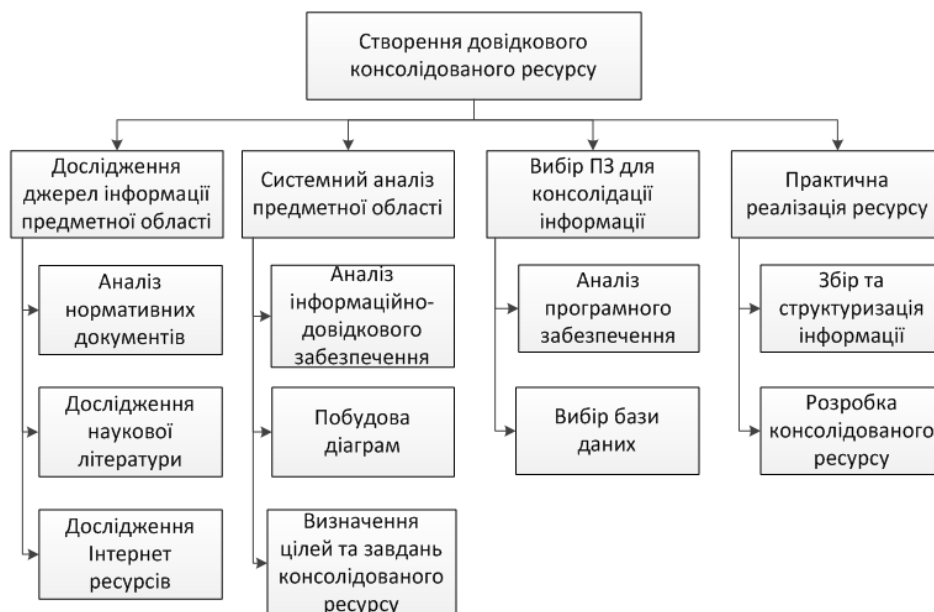 Створення довідкового
консолідованого ресурсу
Дослідження
джерел інформації
предметної області
Системний аналіз
предметної області
Вибір ПЗ для
консолідації
інформації
Практична
реалізація ресурсу
Аналіз
нормативних
документів
Аналіз
інформаційно-
довідкового
забезпечення
Аналіз
програмного
забезпечення
Збір та
структуризація
інформації
Дослідження
наукової
літератури
Побудова
діаграм
Вибір бази
даних
Розробка
консолідованого
ресурсу
Дослідження
Інтернет
ресурсів
Визначення
цілей та завдань
консолідованого
ресурсу